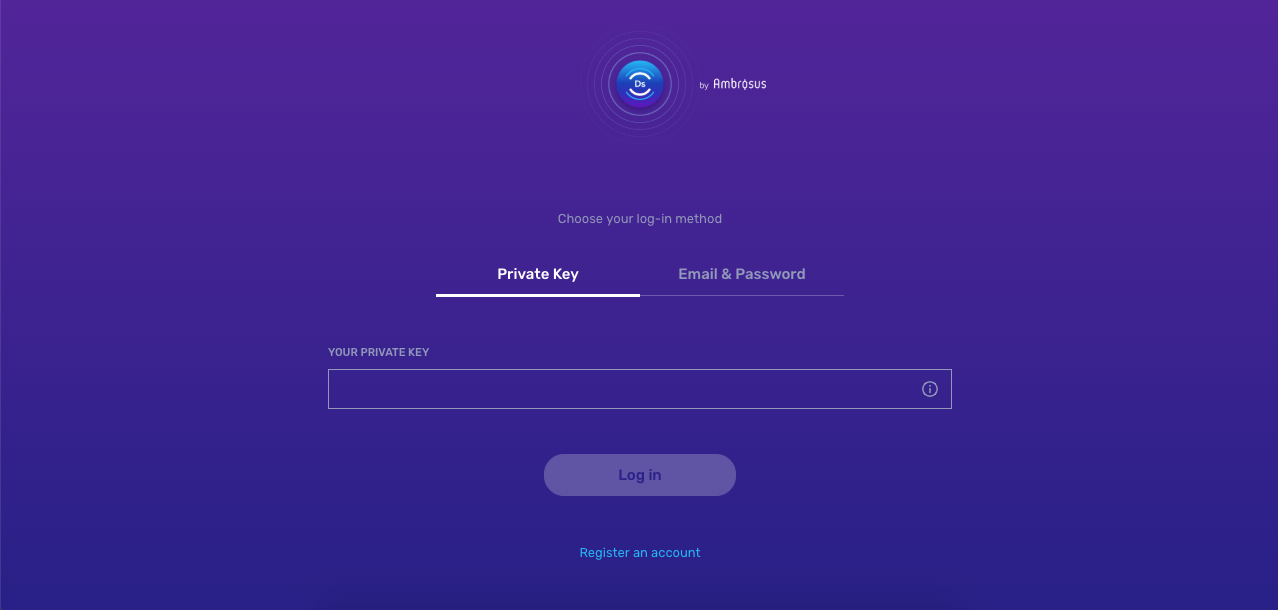 Ds
by Ambrosus
Choose your log-in method
Private Key
Email & Password
YOUR PRIVATE KEY
Log in
Register an account